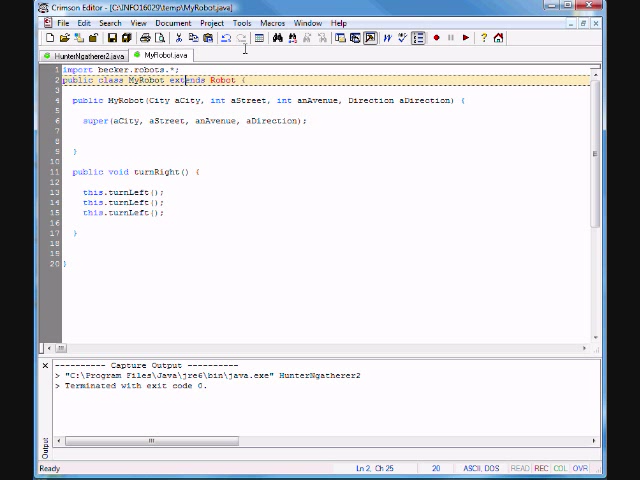 Crimson Editor - [C:\INFO16029\temp\MyRobot.java]
File Edit Search View Document Project Tools Macros Window Help
HunterNgatherer2.java MyRobot.java
1 import becker.robots.*;
2 public class MyRobot extends Robot {
3
4 public MyRobot(City aCity, int aStreet, int anAvenue, Direction aDirection) {
5
6 super(aCity, aStreet, anAvenue, aDirection);
7
8
9 }
10
11 public void turnRight() {
12
13 this.turnLeft();
14 this.turnLeft();
15 this.turnLeft();
16
17 }
18
19
20 }
---------- Capture Output ----------
> "C:\Program Files\Java\jre6\bin\java.exe" HunterNgatherer2
> Terminated with exit code 0.
Output
Ready Ln 2, Ch 25 20 ASCII, DOS READ REC COL OVR